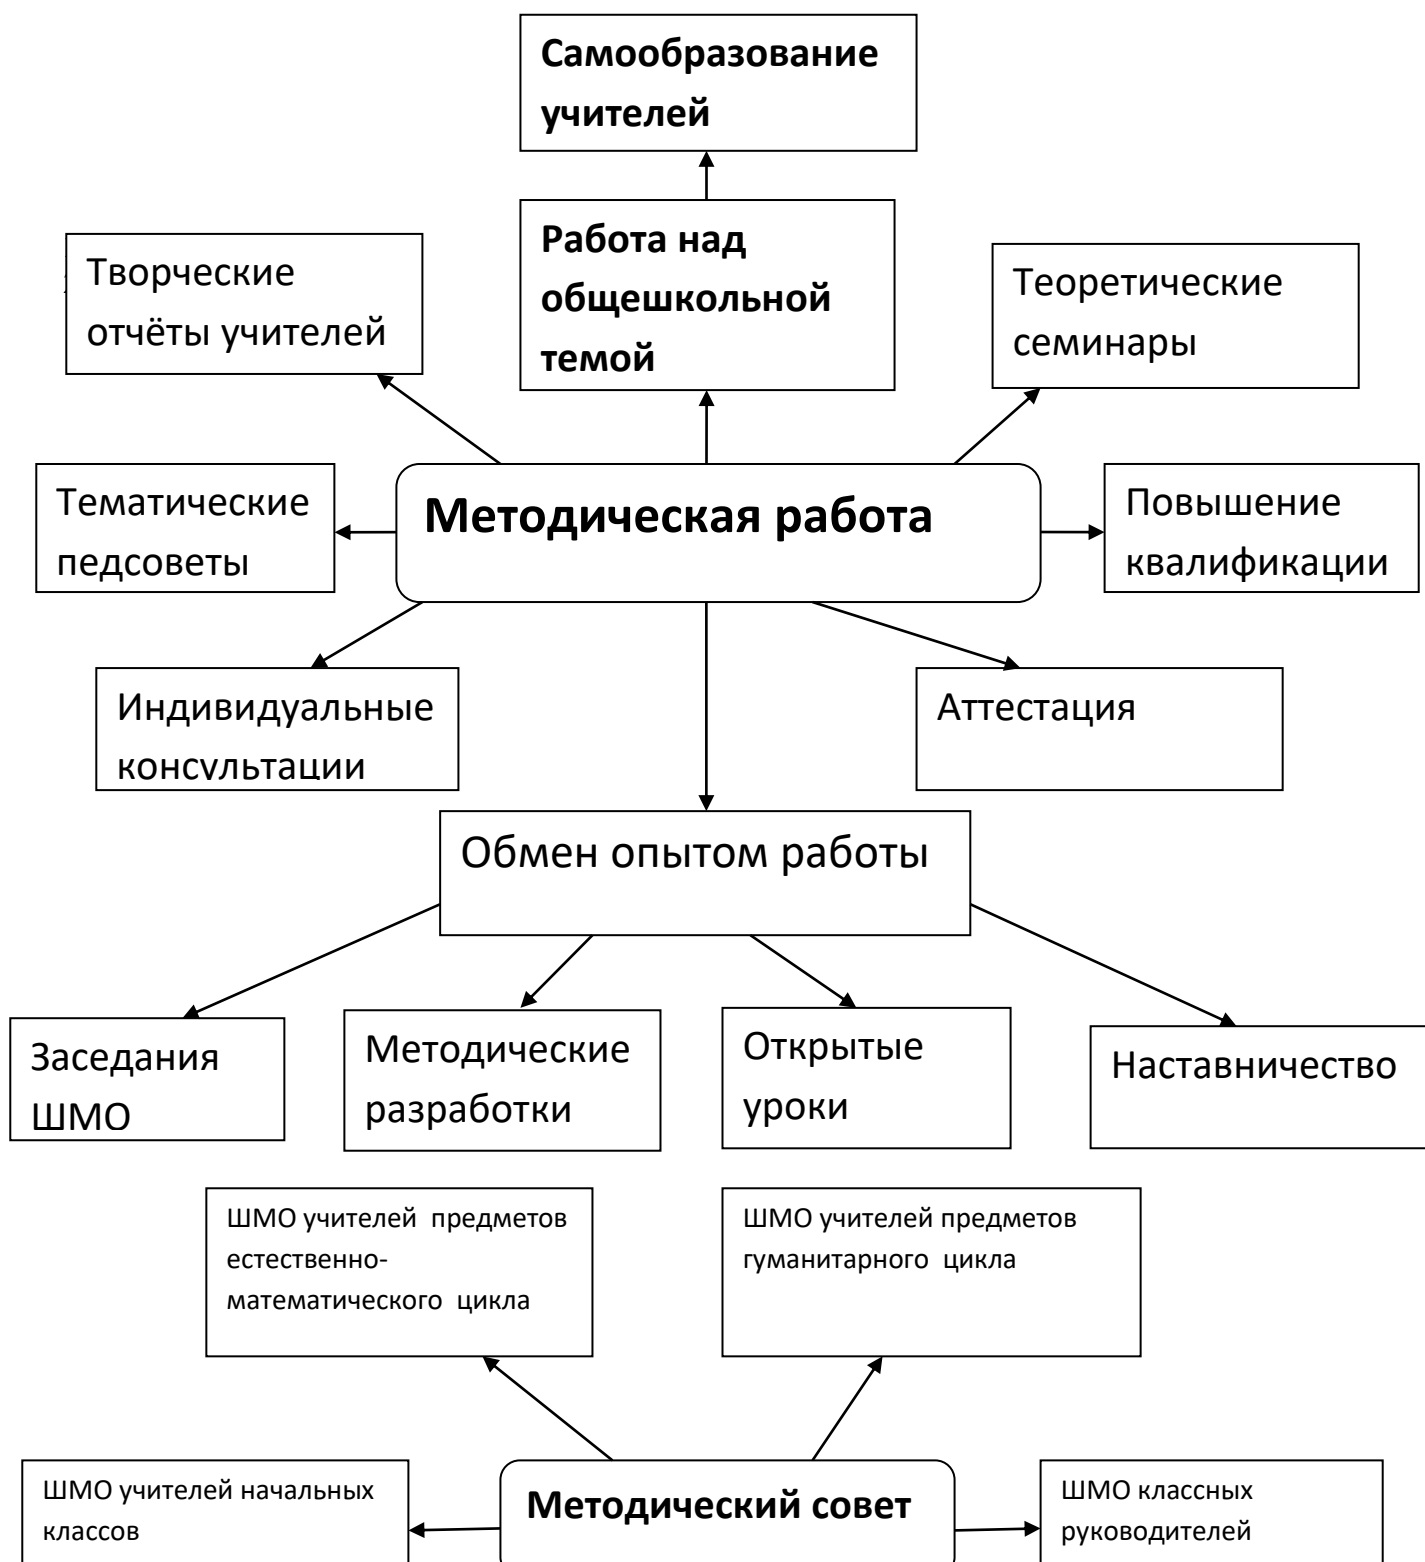 Самообразование
учителей
Работа над
общешкольной
темой
Творческие
отчёты учителей
Теоретические
семинары
Методическая работа
Тематические
педсоветы
Повышение
квалификации
Индивидуальные
консультации
Аттестация
Обмен опытом работы
Заседания
ШМО
Методические
разработки
Открытые
уроки
Наставничество
ШМО учителей предметов
естественно-
математического цикла
ШМО учителей предметов
гуманитарного цикла
ШМО учителей начальных
классов
Методический совет
ШМО классных
руководителей